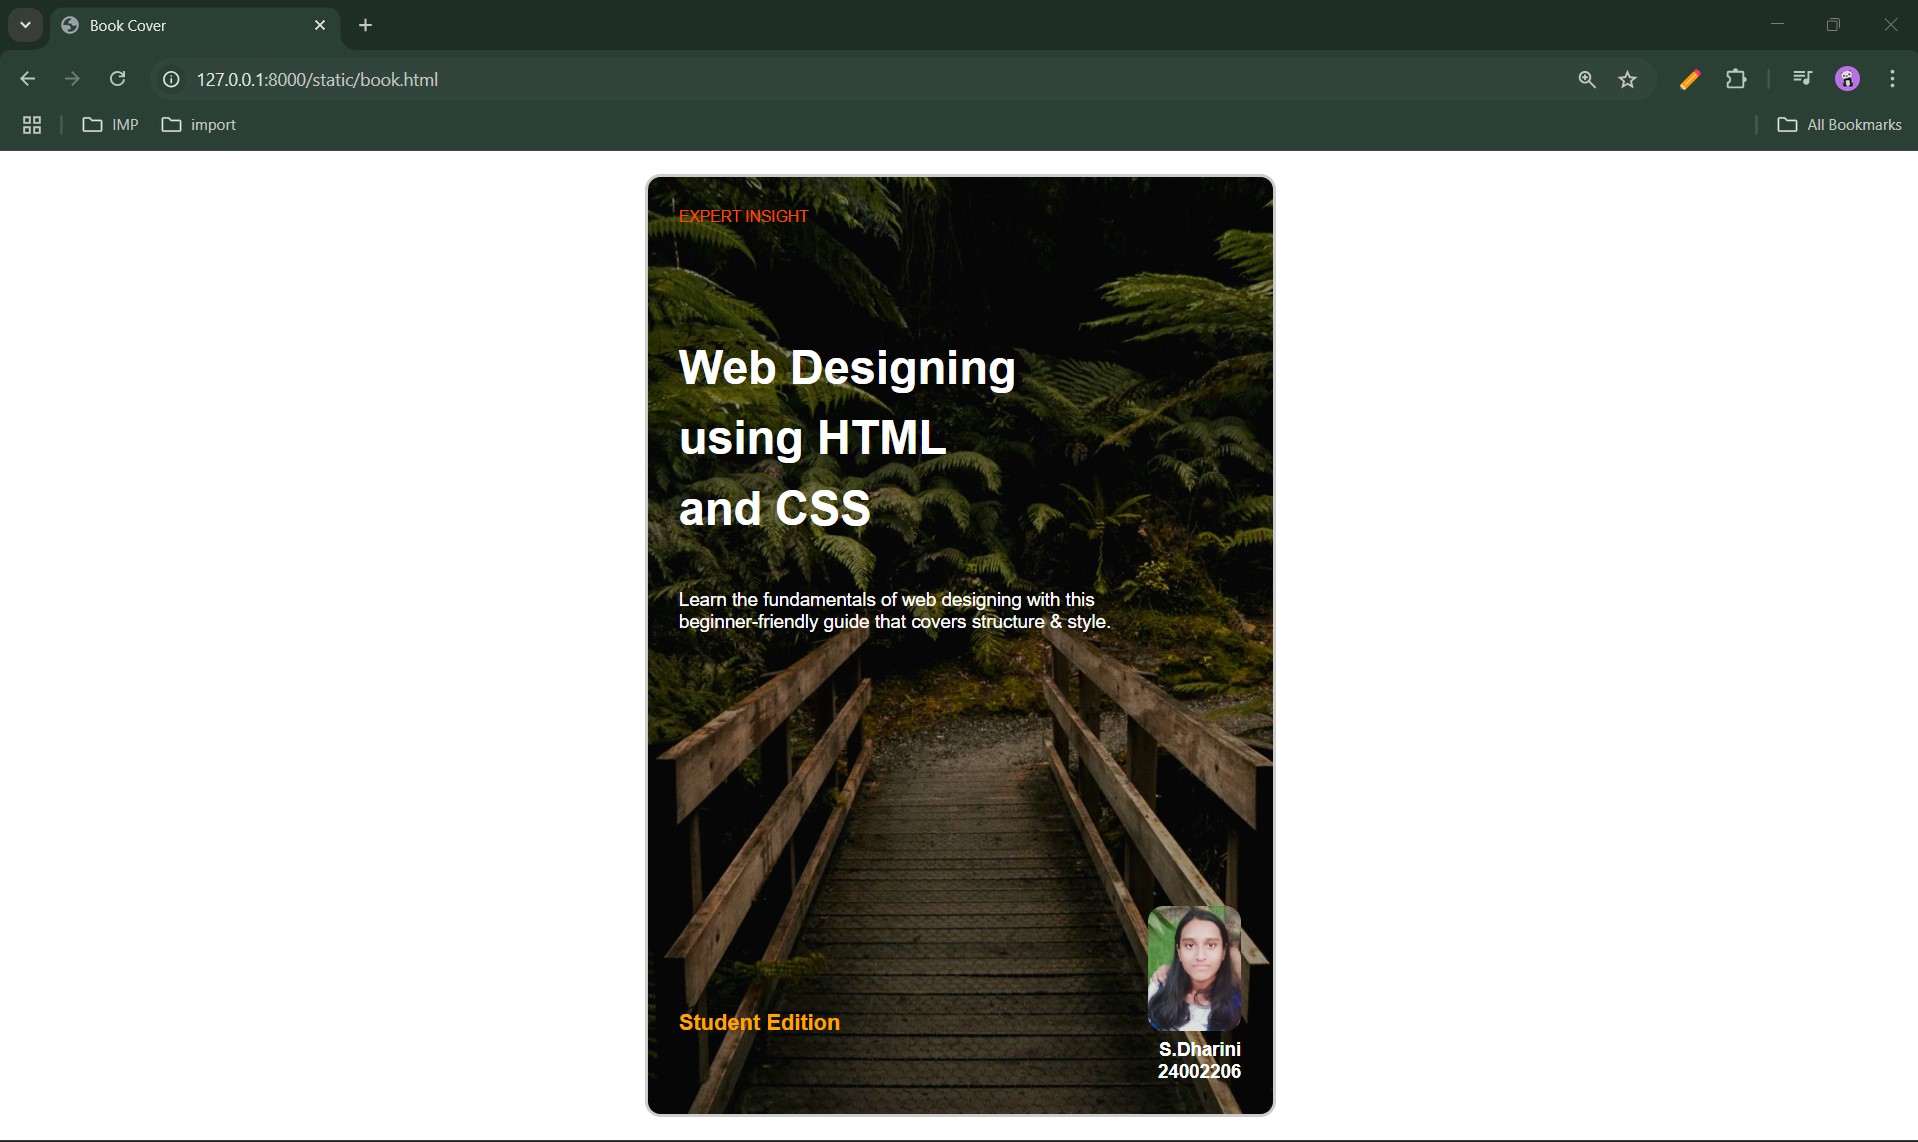 Book Cover
127.0.0.1:8000/static/book.html
IMP
import
All Bookmarks
EXPERT INSIGHT
Web Designing
using HTML
and CSS
Learn the fundamentals of web designing with this
beginner-friendly guide that covers structure & style.
Student Edition
S.Dharini
24002206